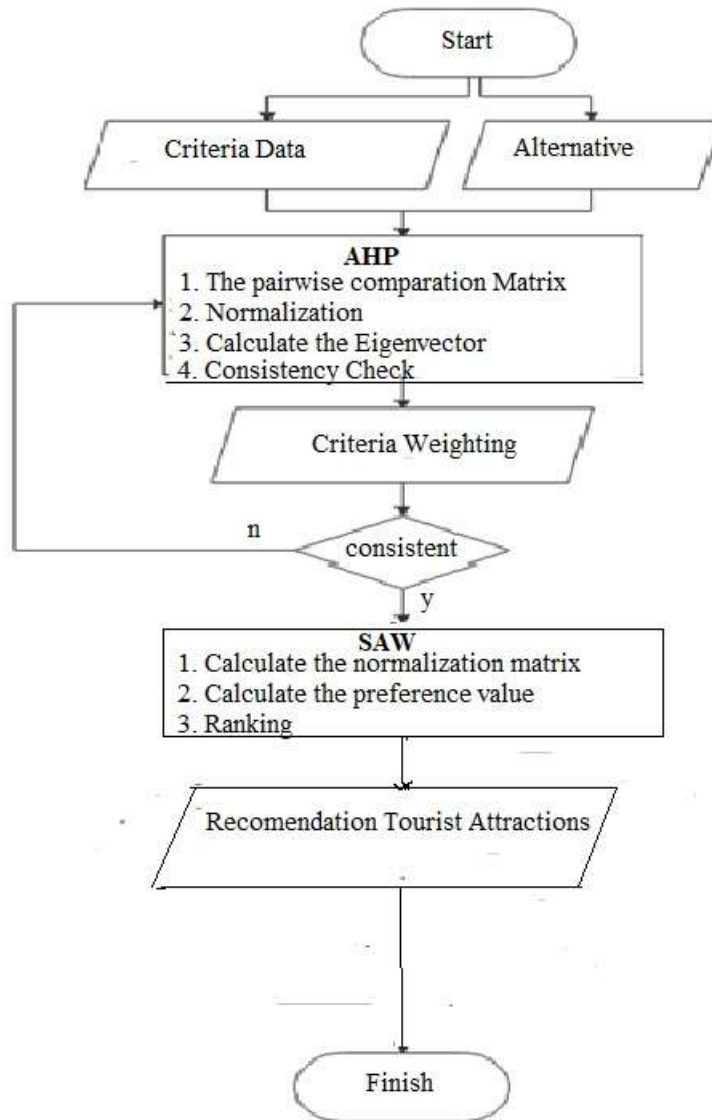 Start
Criteria Data
Alternative
AHP
1. The pairwise comparation Matrix
2. Normalization
3. Calculate the Eigenvector
4. Consistency Check
Criteria Weighting
n
consistent
y
SAW
1. Calculate the normalization matrix
2. Calculate the preference value
3. Ranking
Recomendation Tourist Attractions
Finish